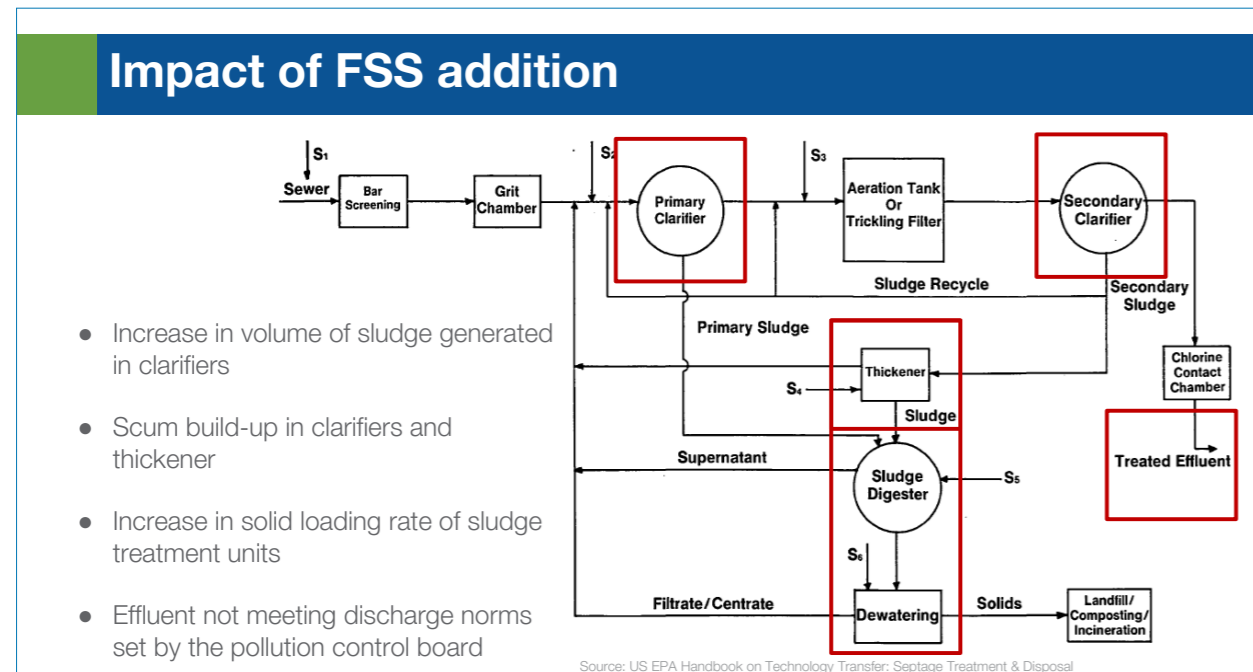 Impact of FSS addition
S1
S2
S3
Sewer
Bar
Screening
Grit
Chamber
Primary
Clarifier
Aeration Tank
Or
Trickling Filter
Secondary
Clarifier
Sludge Recycle
Secondary
Sludge
Primary Sludge
Thickener
S4
Sludge
Chlorine
Contact
Chamber
Treated Effluent
Supernatant
Sludge
Digester
S5
S6
Filtrate/Centrate
Dewatering
Solids
Landfill/
Composting/
Incineration
● Increase in volume of sludge generated
in clarifiers
● Scum build-up in clarifiers and
thickener
● Increase in solid loading rate of sludge
treatment units
● Effluent not meeting discharge norms
set by the pollution control board
Source: US EPA Handbook on Technology Transfer: Septage Treatment & Disposal